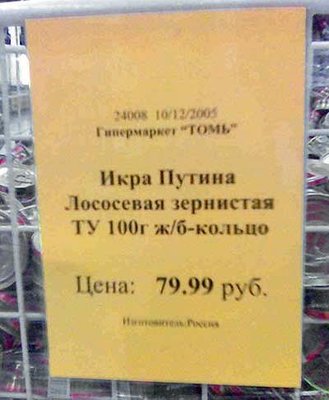 24008 10/12/2005
Гипермаркет "ТОМЬ"
Икра Путина
Лососевая зернистая
ТУ 100г ж/б-кольцо
Цена: 79.99 руб.
Изготовитель:Россия